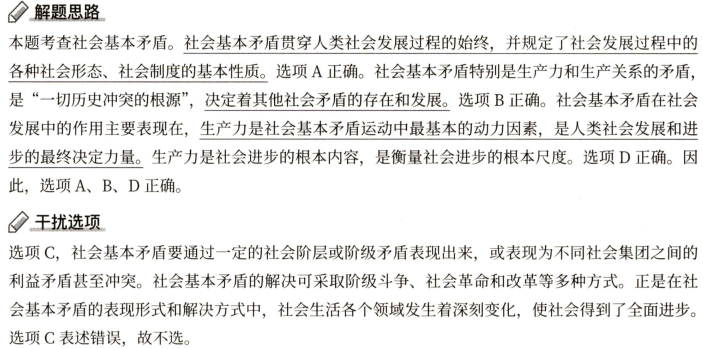 解题思路
本题考查社会基本矛盾。社会基本矛盾贯穿人类社会发展过程的始终，并规定了社会发展过程中的
各种社会形态、社会制度的基本性质。选项 A 正确。社会基本矛盾特别是生产力和生产关系的矛盾，
是“一切历史冲突的根源”，决定着其他社会矛盾的存在和发展。选项 B 正确。社会基本矛盾在社会
发展中的作用主要表现在，生产力是社会基本矛盾运动中最基本的动力因素，是人类社会发展和进
步的最终决定力量。生产力是社会进步的根本内容，是衡量社会进步的根本尺度。选项 D 正确。因
此，选项 A、B、D 正确。
干扰选项
选项 C，社会基本矛盾要通过一定的社会阶层或阶级矛盾表现出来，或表现为不同社会集团之间的
利益矛盾甚至冲突。社会基本矛盾的解决可采取阶级斗争、社会革命和改革等多种方式。正是在社
会基本矛盾的表现形式和解决方式中，社会生活各个领域发生着深刻变化，使社会得到了全面进步。
选项 C 表述错误，故不选。